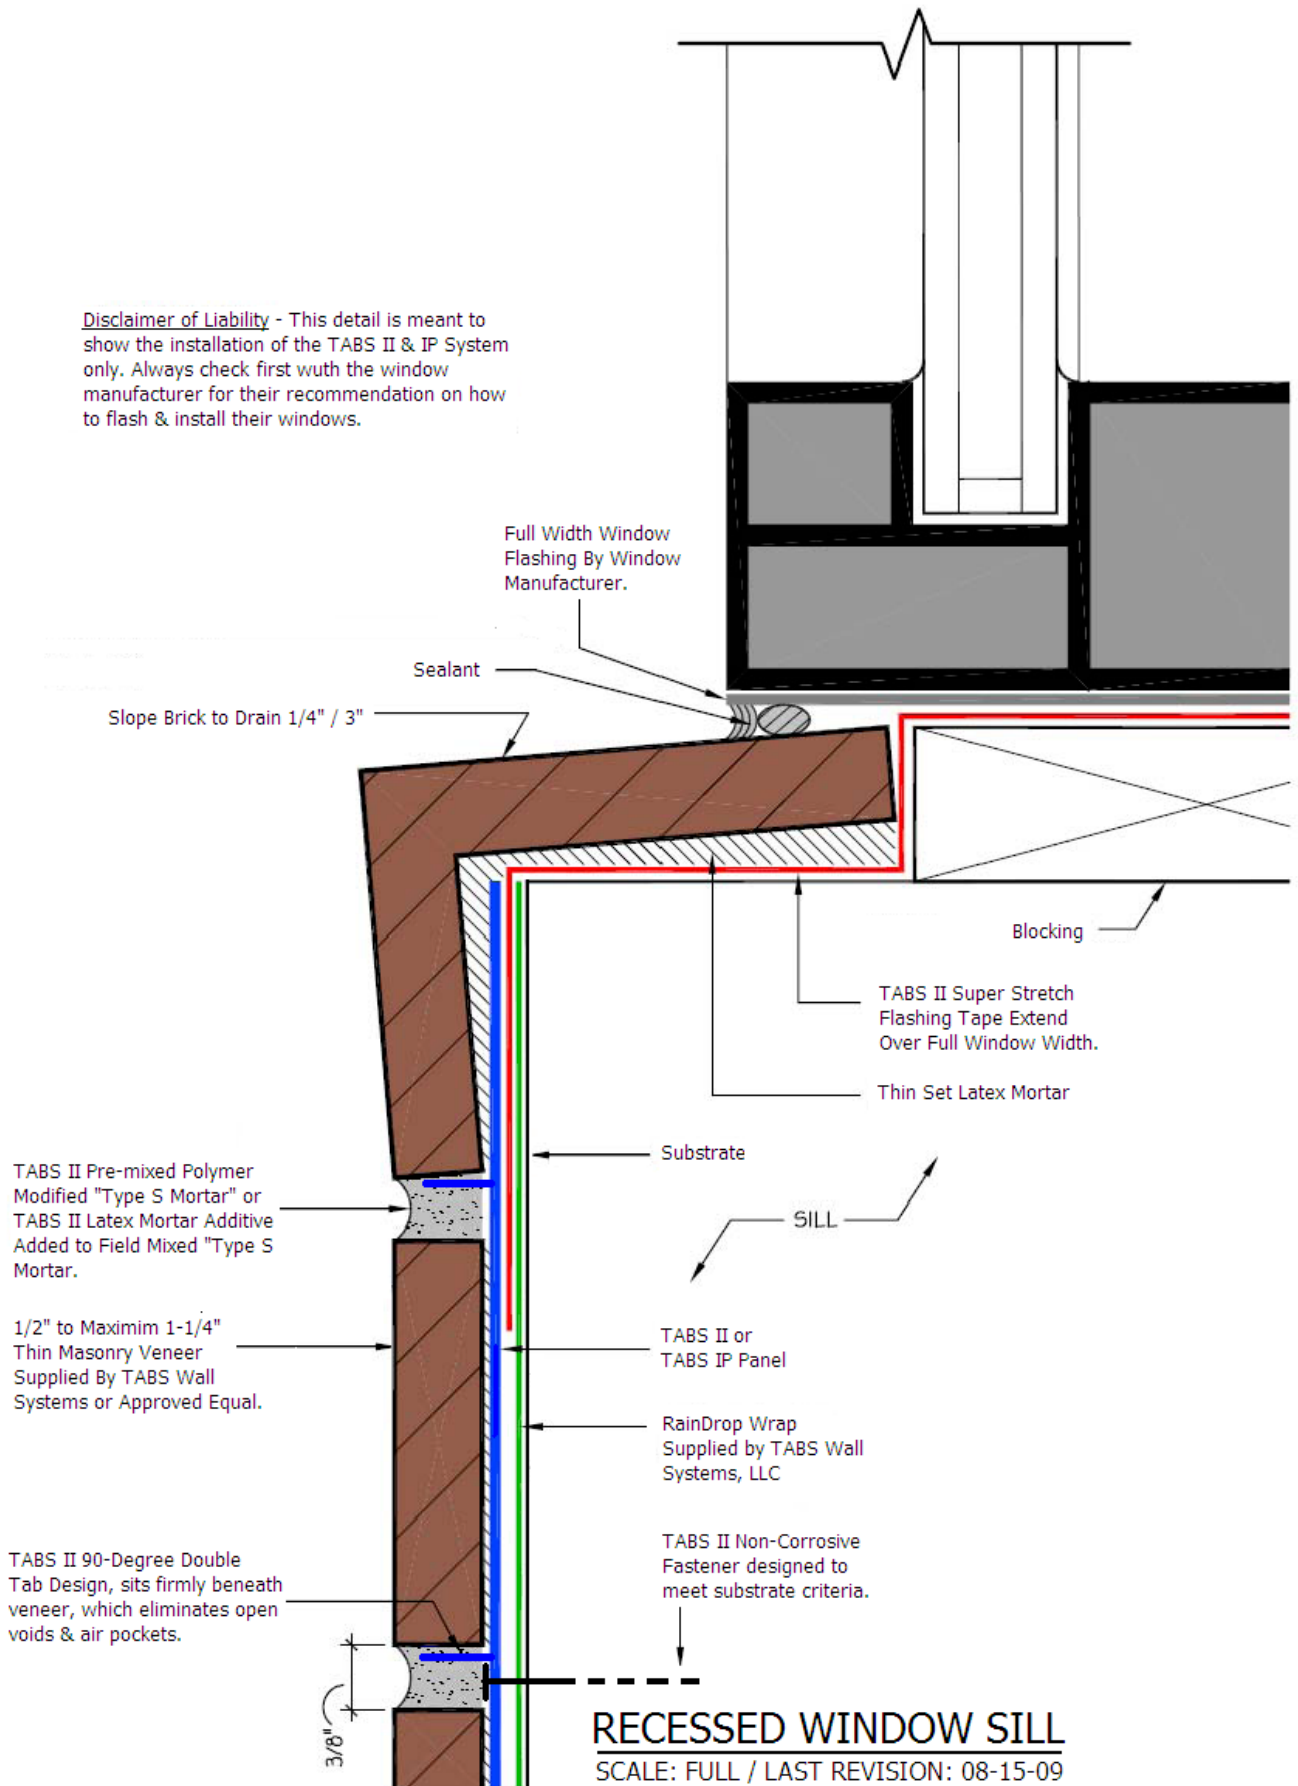 Disclaimer of Liability - This detail is meant to
show the installation of the TABS II & IP System
only. Always check first wuth the window
manufacturer for their recommendation on how
to flash & install their windows.
Full Width Window
Flashing By Window
Manufacturer.
Sealant
Slope Brick to Drain 1/4" / 3"
Blocking
TABS II Super Stretch
Flashing Tape Extend
Over Full Window Width.
Thin Set Latex Mortar
Substrate
TABS II Pre-mixed Polymer
Modified "Type S Mortar" or
TABS II Latex Mortar Additive
Added to Field Mixed "Type S
Mortar.
SILL
1/2" to Maximim 1-1/4"
Thin Masonry Veneer
Supplied By TABS Wall
Systems or Approved Equal.
TABS II or
TABS IP Panel
RainDrop Wrap
Supplied by TABS Wall
Systems, LLC
TABS II Non-Corrosive
Fastener designed to
meet substrate criteria.
TABS II 90-Degree Double
Tab Design, sits firmly beneath
veneer, which eliminates open
voids & air pockets.
3/8"
RECESSED WINDOW SILL
SCALE: FULL / LAST REVISION: 08-15-09